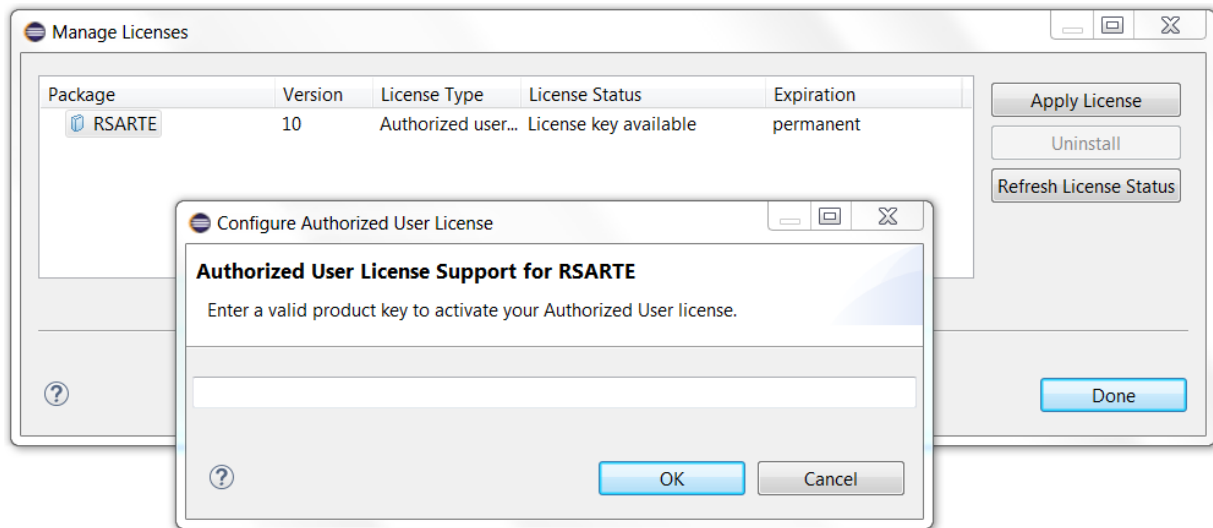 Manage Licenses
Package Version License Type License Status Expiration
RSARTE 10 Authorized user... License key available permanent
Apply License
Uninstall
Refresh License Status
Configure Authorized User License
Authorized User License Support for RSARTE
Enter a valid product key to activate your Authorized User license.
Done
OK Cancel